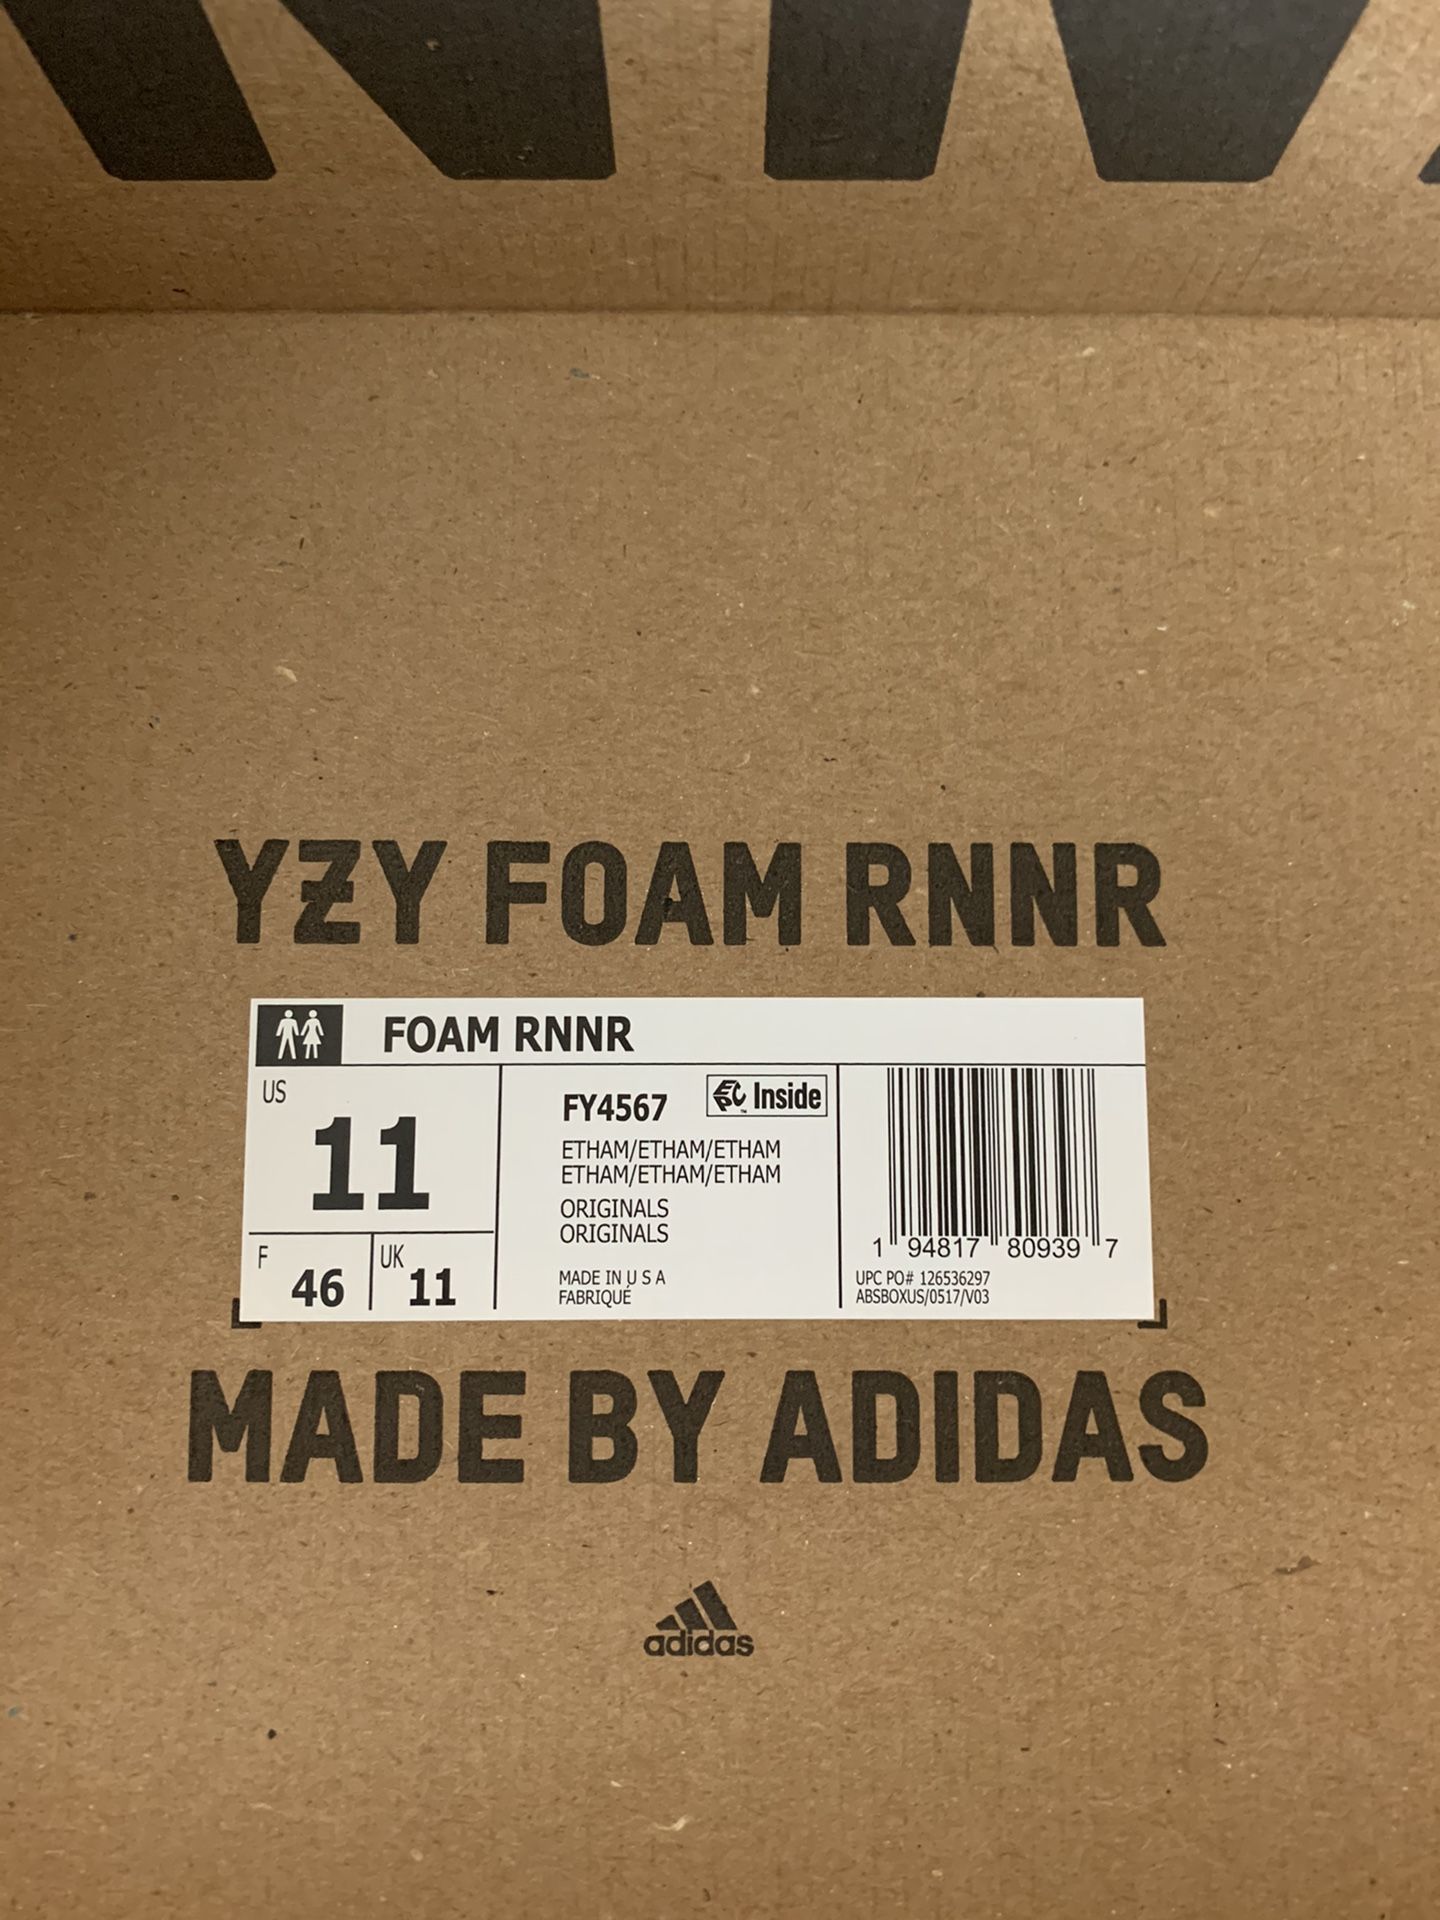 YZY FOAM RNNR
FOAM RNNR
US
11
F
46
UK
11
FY4567
EPC Inside
ETHAM/ETHAM/ETHAM
ETHAM/ETHAM/ETHAM
ORIGINALS
ORIGINALS
MADE IN U S A
FABRIQUÉ
1 94817 80939 7
UPC PO# 126536297
ABSBOXUS/0517/V03
MADE BY ADIDAS
adidas